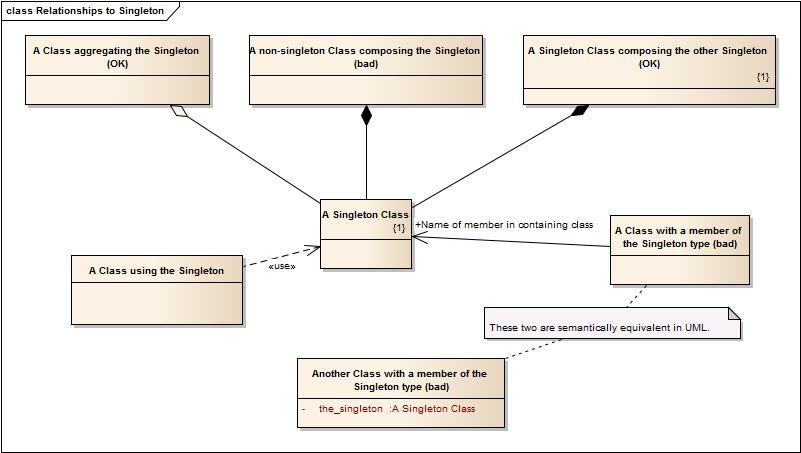 class Relationships to Singleton
A Class aggregating the Singleton
(OK)
A non-singleton Class composing the Singleton
(bad)
A Singleton Class composing the other Singleton
(OK)
{1}
A Singleton Class
{1}
+Name of member in containing class
A Class with a member of
the Singleton type (bad)
A Class using the Singleton
«use»
These two are semantically equivalent in UML.
Another Class with a member of the
Singleton type (bad)
- the_singleton :A Singleton Class